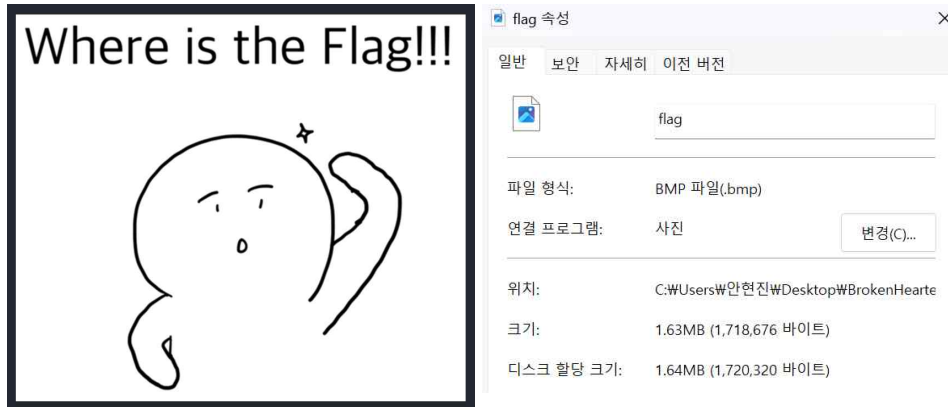 Where is the Flag!!!
flag 속성
일반 보안 자세히 이전 버전
flag
파일 형식: BMP 파일(.bmp)
연결 프로그램: 사진 변경(C)...
위치: C:₩Users₩안현진₩Desktop₩BrokenHearte
크기: 1.63MB (1,718,676 바이트)
디스크 할당 크기: 1.64MB (1,720,320 바이트)